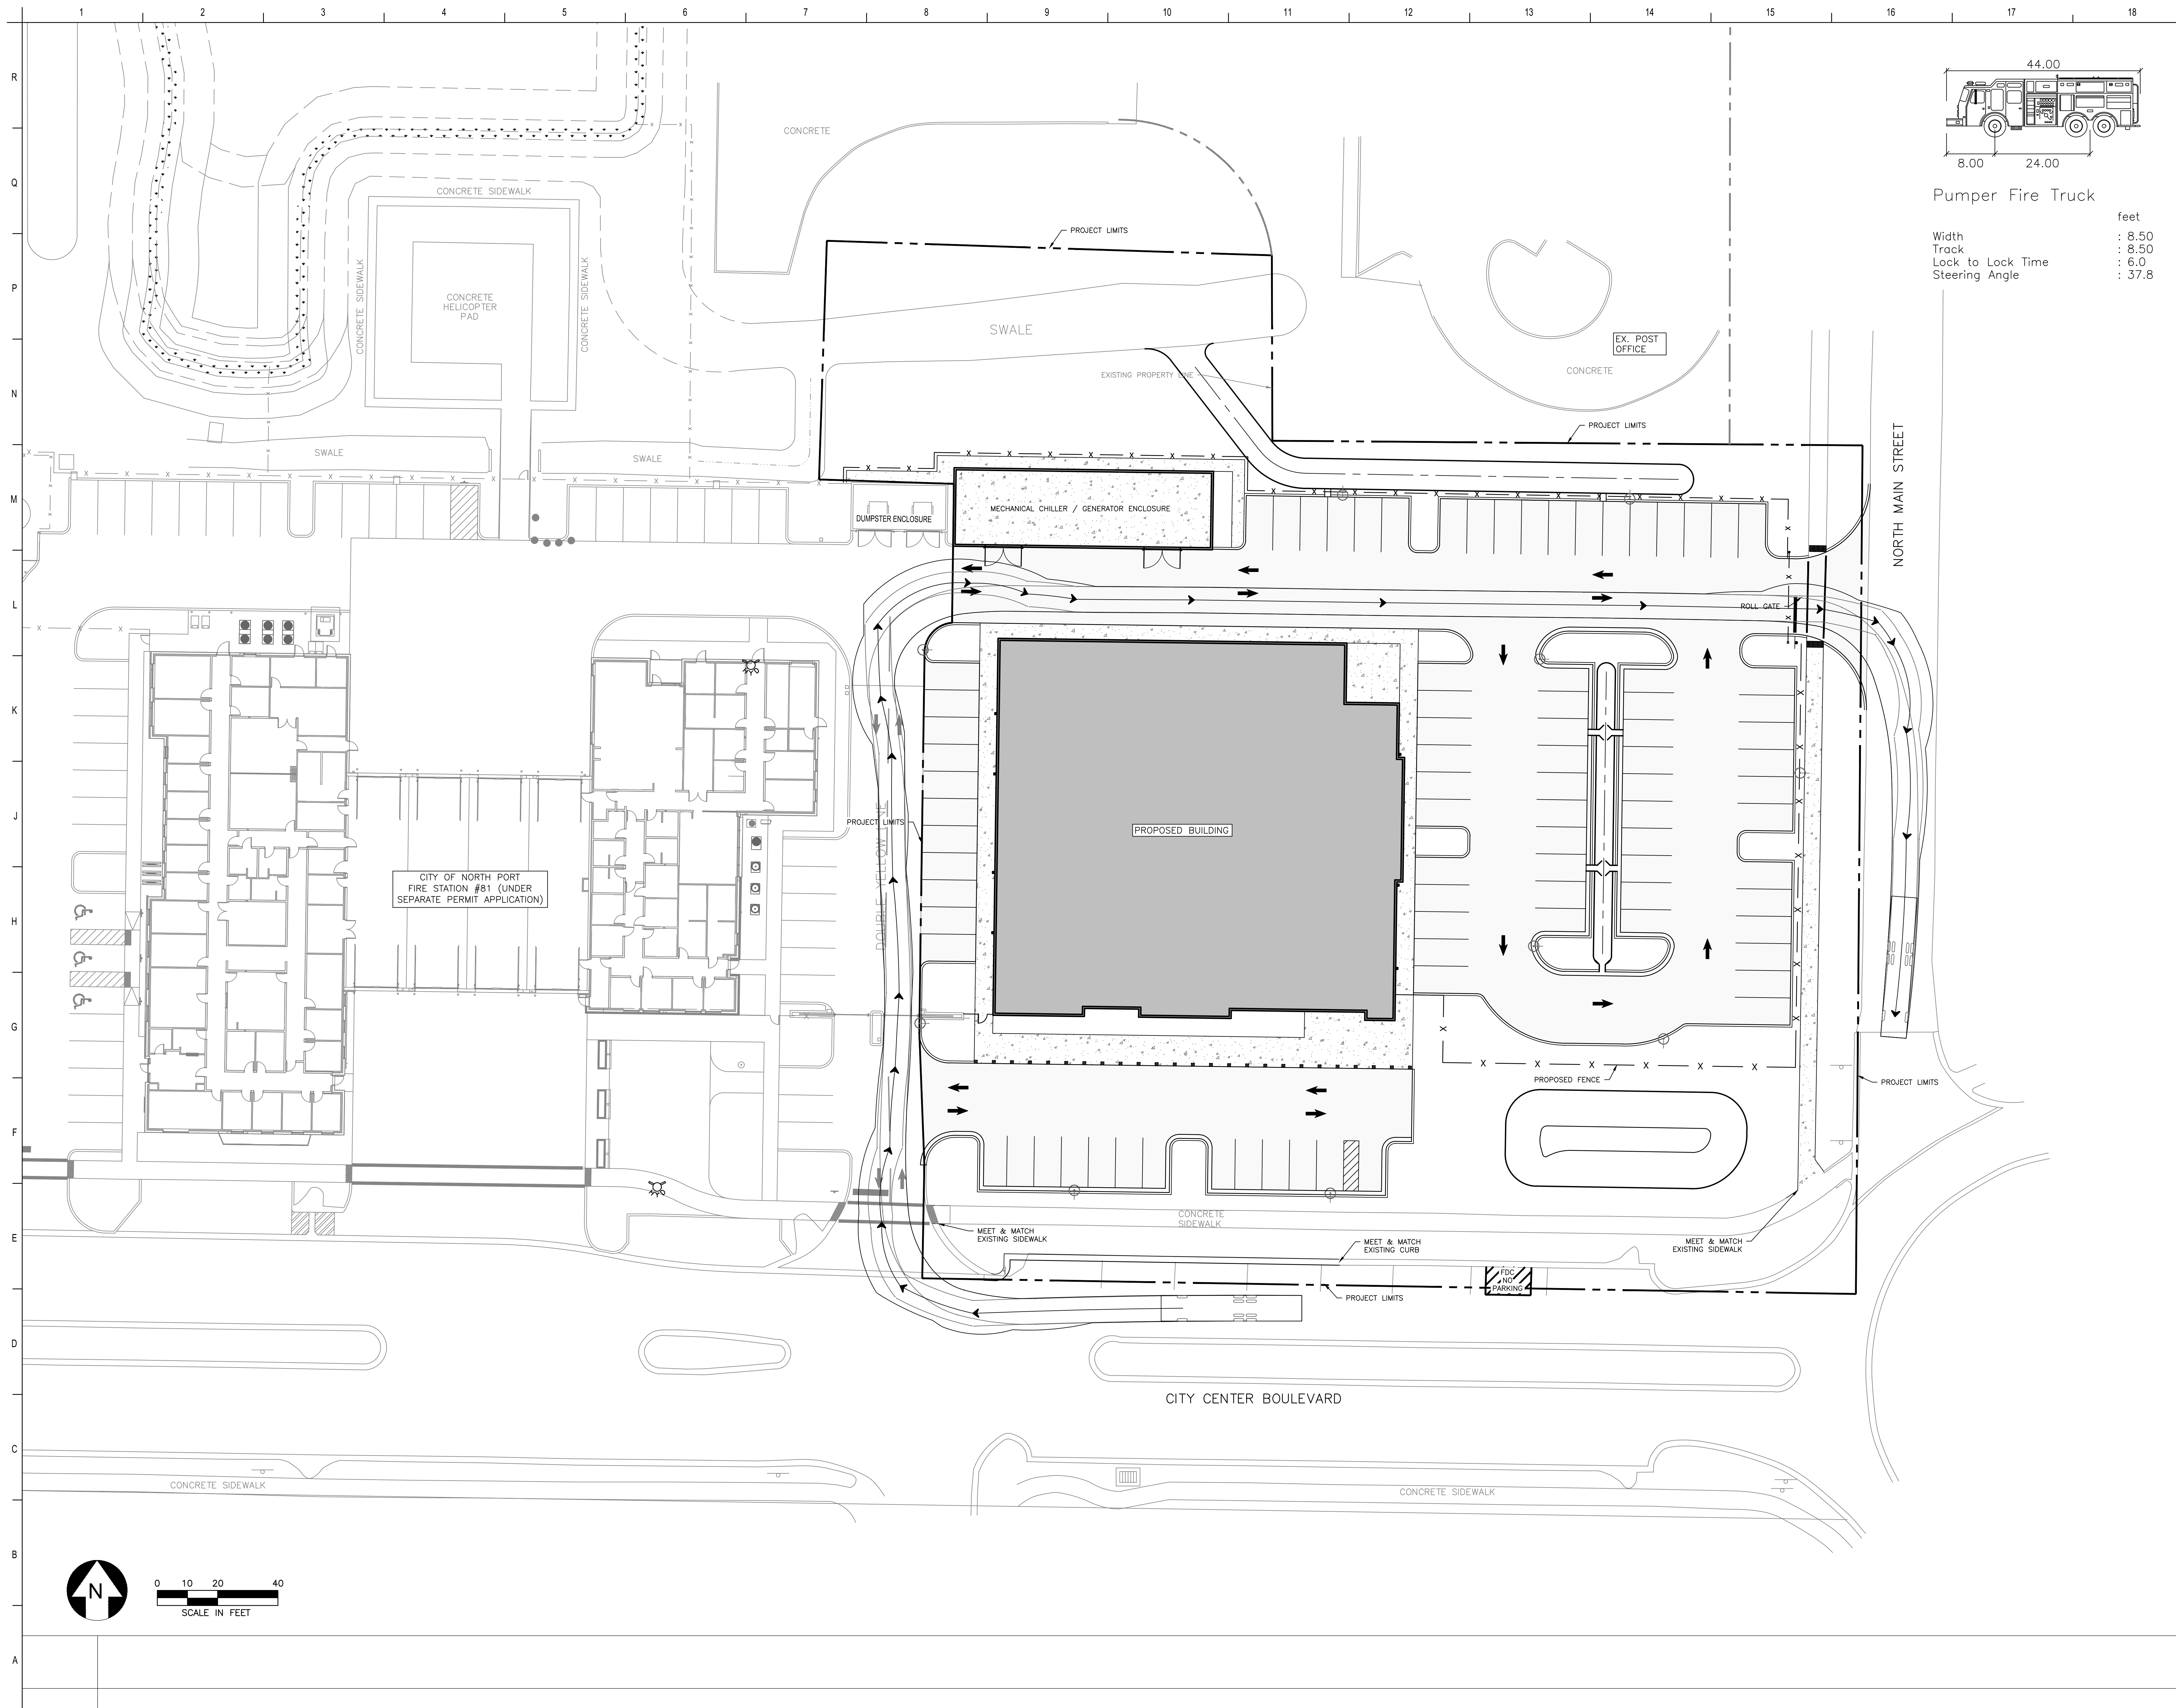 1 2 3 4 5 6 7 8 9 10 11 12 13 14 15 16 17 18
R
Q
P
N
M
L
K
J
H
G
F
E
D
C
B
A
44.00
8.00 24.00
Pumper Fire Truck
feet
Width : 8.50
Track : 8.50
Lock to Lock Time : 6.0
Steering Angle : 37.8
CONCRETE
CONCRETE SIDEWALK
CONCRETE SIDEWALK
CONCRETE SIDEWALK
CONCRETE
HELICOPTER
PAD
PROJECT LIMITS
SWALE
EX. POST
OFFICE
CONCRETE
EXISTING PROPERTY LINE
PROJECT LIMITS
NORTH MAIN STREET
SWALE
SWALE
DUMPSTER ENCLOSURE
MECHANICAL CHILLER / GENERATOR ENCLOSURE
ROLL GATE
PROJECT LIMITS
DOUBLE YELLOW LINE
PROPOSED BUILDING
CITY OF NORTH PORT
FIRE STATION #81 (UNDER
SEPARATE PERMIT APPLICATION)
PROPOSED FENCE
PROJECT LIMITS
CONCRETE
SIDEWALK
MEET & MATCH
EXISTING SIDEWALK
MEET & MATCH
EXISTING CURB
MEET & MATCH
EXISTING SIDEWALK
FDC
NO
PARKING
PROJECT LIMITS
CITY CENTER BOULEVARD
CONCRETE SIDEWALK
CONCRETE SIDEWALK
N
0 10 20 40
SCALE IN FEET